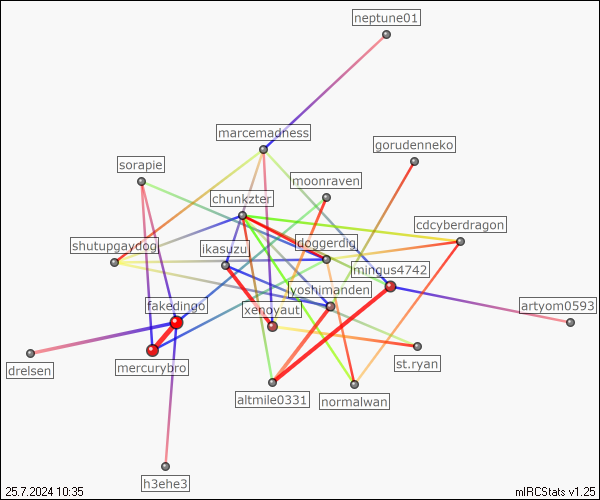 neptune01
marcemadness
gorudenneko
sorapie
moonraven
chunkzter
cdcyberdragon
shutupgaydog
ikasuzu
doggerdig
mingus4742
yoshimanden
fakedingo
xenoyaut
artyom0593
drelsen
mercurybro
st.ryan
altmile0331
normalwan
h3ehe3
25.7.2024 10:35
mIRCStats v1.25